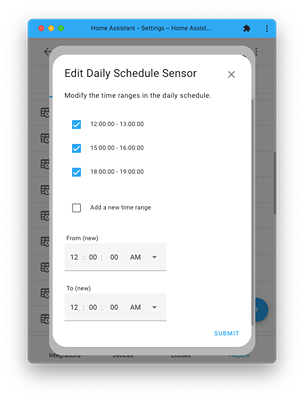 Home Assistant - Settings – Home Assist...
Edit Daily Schedule Sensor
Modify the time ranges in the daily schedule.
12:00:00 - 13:00:00
15:00:00 - 16:00:00
18:00:00 - 19:00:00
Add a new time range
From (new)
12 : 00 : 00 AM
To (new)
12 : 00 : 00 AM
SUBMIT
Integrations Devices Entities Helpers